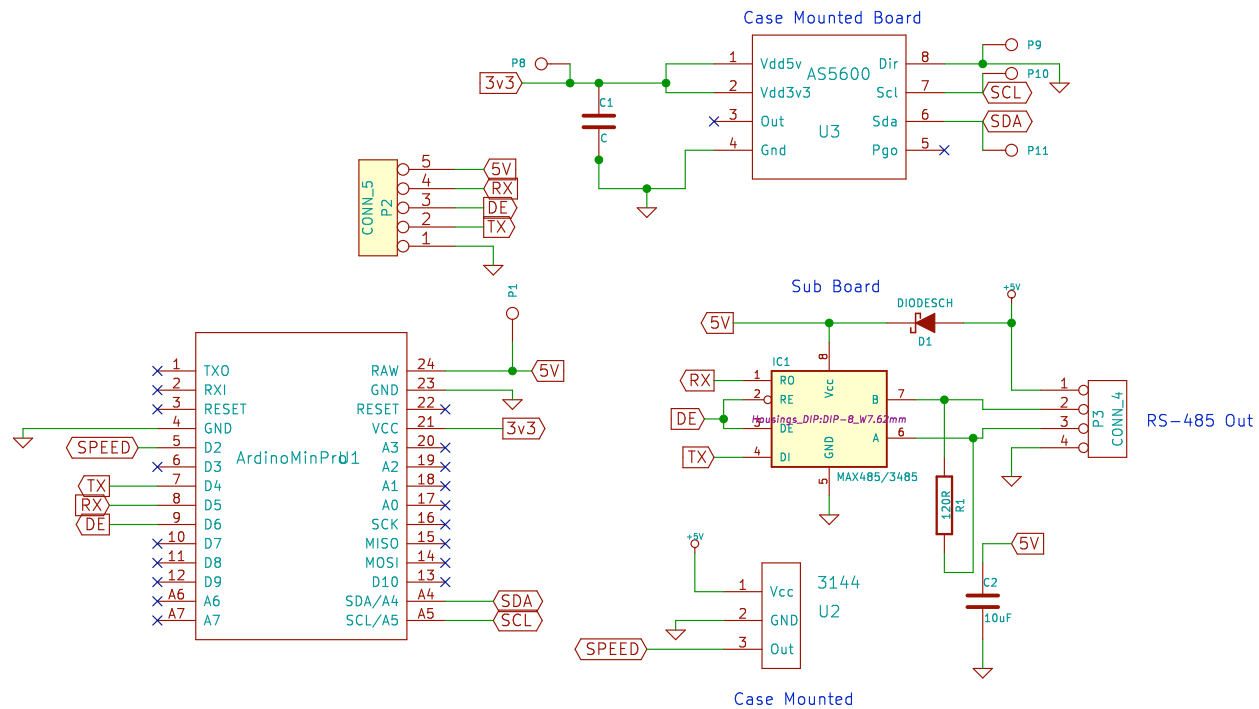 Case Mounted Board
P8
3v3
C1
C
1 Vdd5v
2 Vdd3v3
3 Out
4 Gnd
AS5600
U3
Dir 8
Scl 7
Sda 6
Pgo 5
P9
P10
SCL
SDA
P11
CONN_5
P2
5 5V
4 RX
3 DE
2 TX
1
P1
5V
1 TXO
2 RXI
3 RESET
4 GND
SPEED 5 D2
6 D3
TX 7 D4
RX 8 D5
DE 9 D6
10 D7
11 D8
12 D9
A6 A6
A7 A7
ArdinoMinPro
U1
RAW 24
GND 23
RESET 22
VCC 21 3v3
A3 20
A2 19
A1 18
A0 17
SCK 16
MISO 15
MOSI 14
D10 13
SDA/A4 A4 SDA
SCL/A5 A5 SCL
Sub Board
5V
DIODESCH
D1
+5V
IC1
8
Vcc
RX 1 RO
2 RE
DE 3 DE
TX 4 DI
Housings_DIP:DIP-8_W7.62mm
B 7
A 6
GND
5
MAX485/3485
120R
R1
1
2
3
4
P3
CONN_4
RS-485 Out
5V
C2
10uF
+5V
1 Vcc
2 GND
SPEED 3 Out
3144
U2
Case Mounted